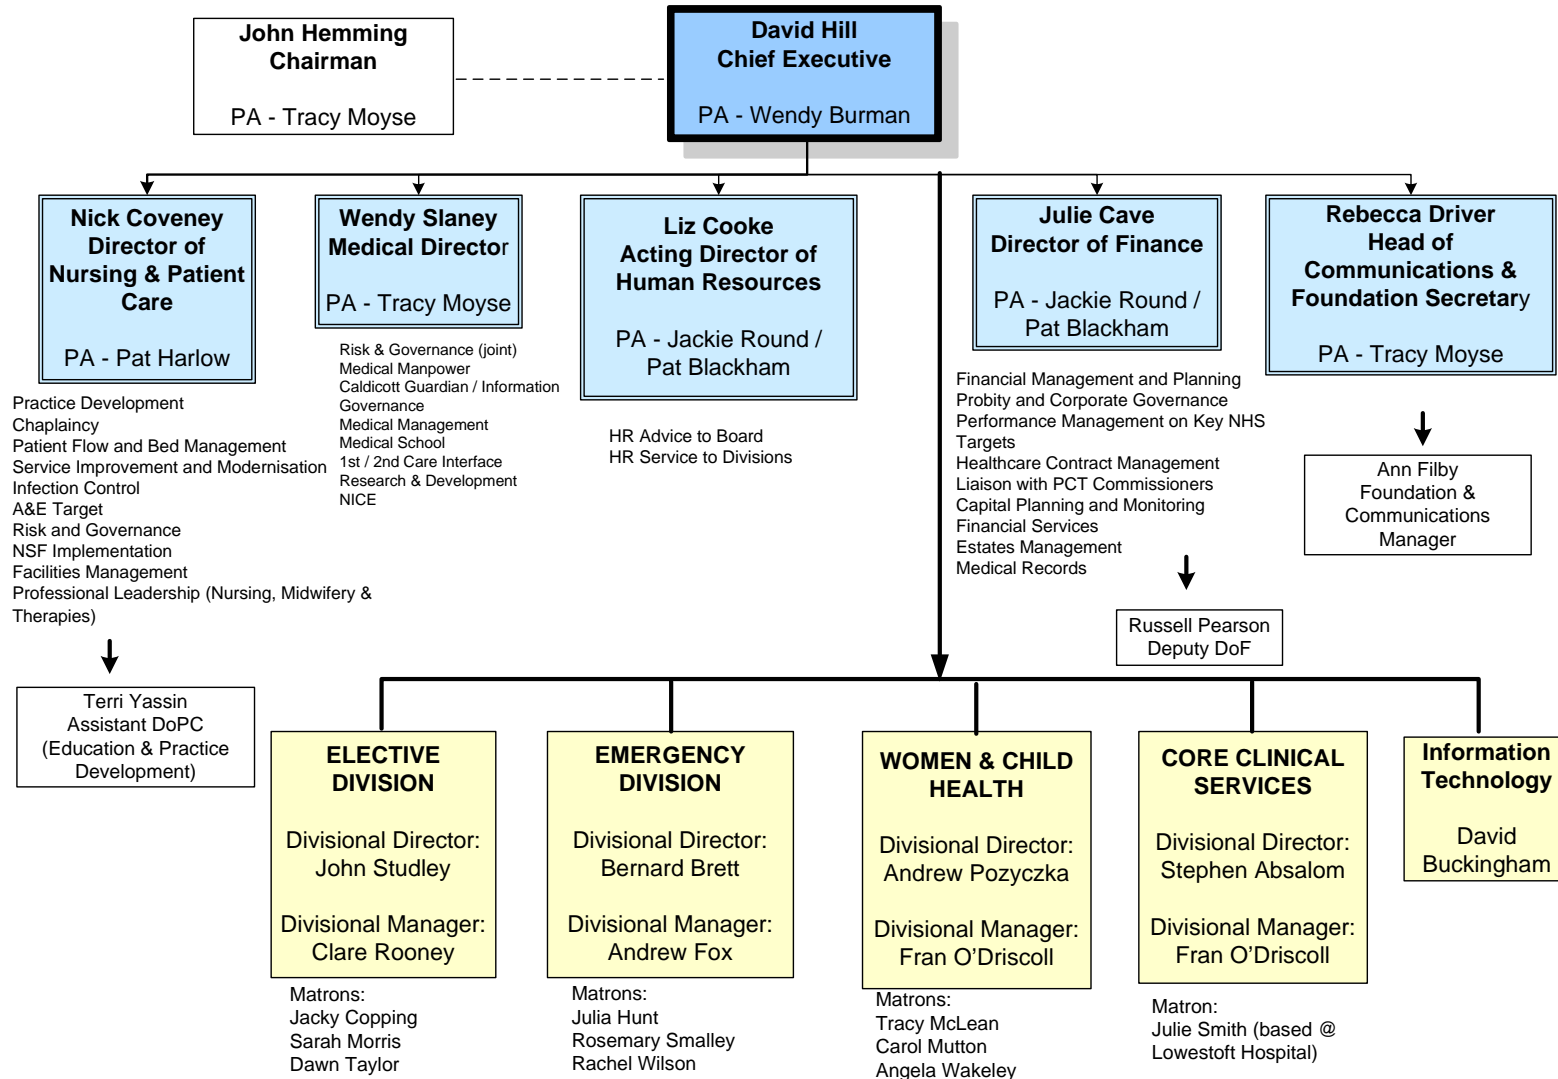 John Hemming
Chairman
PA - Tracy Moyse
David Hill
Chief Executive
PA - Wendy Burman
Nick Coveney
Director of
Nursing & Patient
Care
PA - Pat Harlow
Wendy Slaney
Medical Director
PA - Tracy Moyse
Liz Cooke
Acting Director of
Human Resources
PA - Jackie Round /
Pat Blackham
Julie Cave
Director of Finance
PA - Jackie Round /
Pat Blackham
Rebecca Driver
Head of
Communications &
Foundation Secretary
PA - Tracy Moyse
Practice Development
Chaplaincy
Patient Flow and Bed Management
Service Improvement and Modernisation
Infection Control
A&E Target
Risk and Governance
NSF Implementation
Facilities Management
Professional Leadership (Nursing, Midwifery &
Therapies)
Risk & Governance (joint)
Medical Manpower
Caldicott Guardian / Information
Governance
Medical Management
Medical School
1st / 2nd Care Interface
Research & Development
NICE
HR Advice to Board
HR Service to Divisions
Financial Management and Planning
Probity and Corporate Governance
Performance Management on Key NHS
Targets
Healthcare Contract Management
Liaison with PCT Commissioners
Capital Planning and Monitoring
Financial Services
Estates Management
Medical Records
Ann Filby
Foundation &
Communications
Manager
Russell Pearson
Deputy DoF
Terri Yassin
Assistant DoPC
(Education & Practice
Development)
ELECTIVE
DIVISION
Divisional Director:
John Studley
Divisional Manager:
Clare Rooney
Matrons:
Jacky Copping
Sarah Morris
Dawn Taylor
EMERGENCY
DIVISION
Divisional Director:
Bernard Brett
Divisional Manager:
Andrew Fox
Matrons:
Julia Hunt
Rosemary Smalley
Rachel Wilson
WOMEN & CHILD
HEALTH
Divisional Director:
Andrew Pozyczka
Divisional Manager:
Fran O’Driscoll
Matrons:
Tracy McLean
Carol Mutton
Angela Wakeley
CORE CLINICAL
SERVICES
Divisional Director:
Stephen Absalom
Divisional Manager:
Fran O’Driscoll
Matron:
Julie Smith (based @
Lowestoft Hospital)
Information
Technology
David
Buckingham